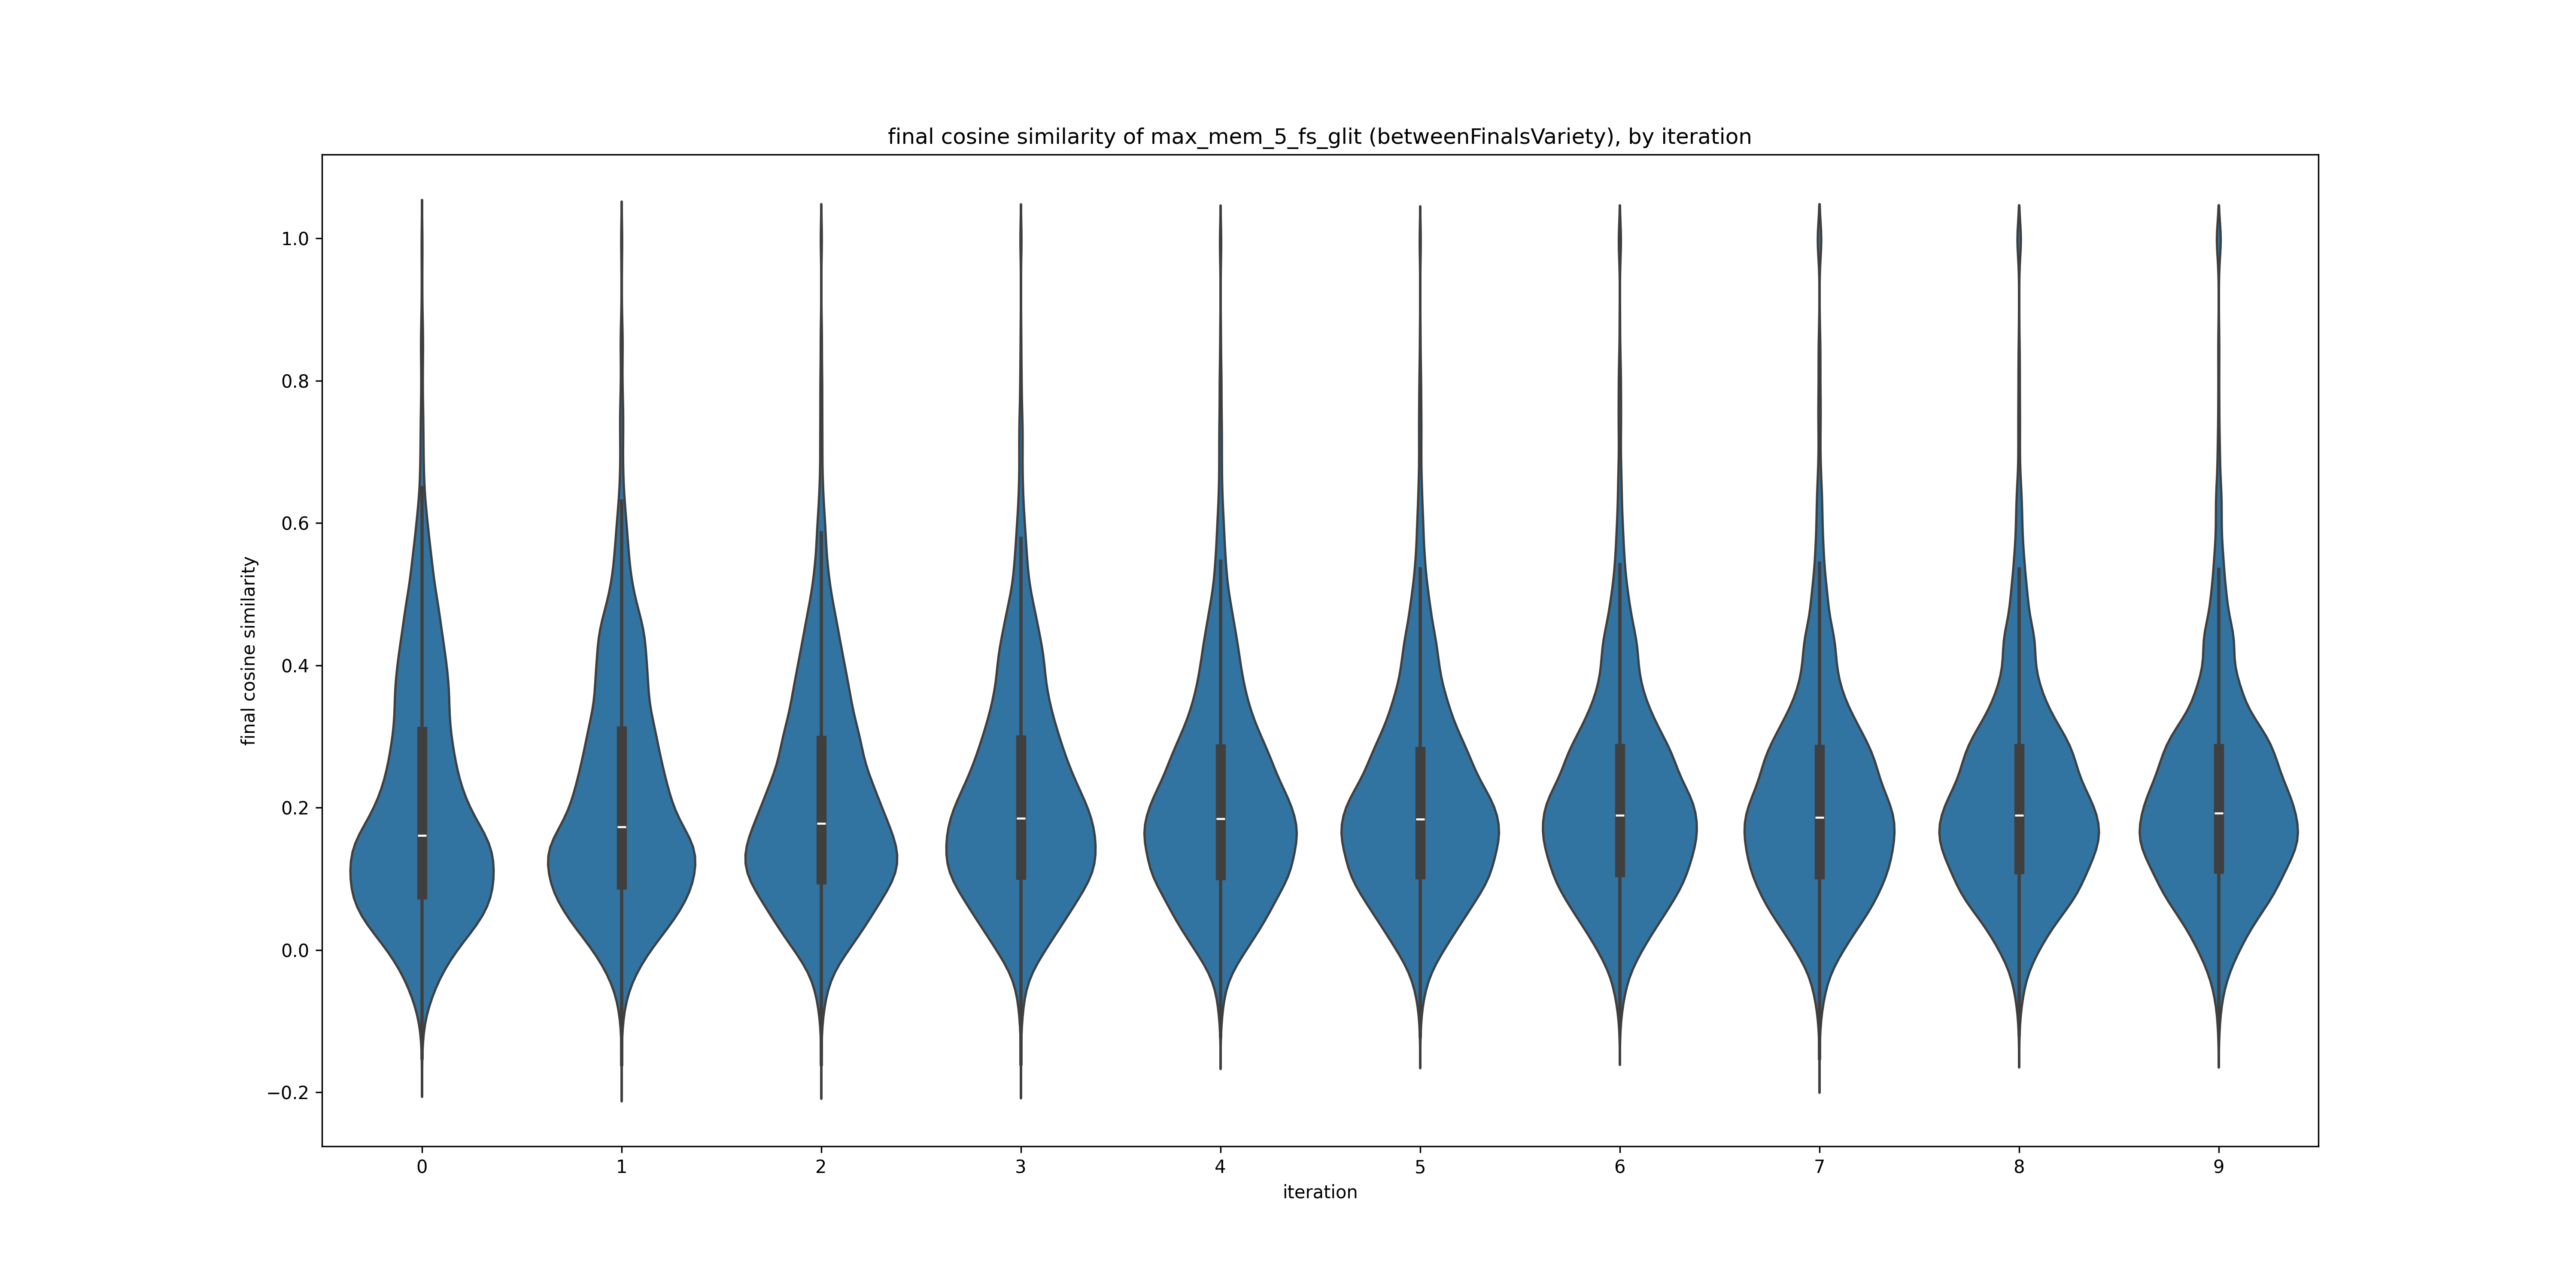 final cosine similarity of max_mem_5_fs_glit (betweenFinalsVariety), by iteration
final cosine similarity
1.0
0.8
0.6
0.4
0.2
0.0
−0.2
0 1 2 3 4 5 6 7 8 9
iteration